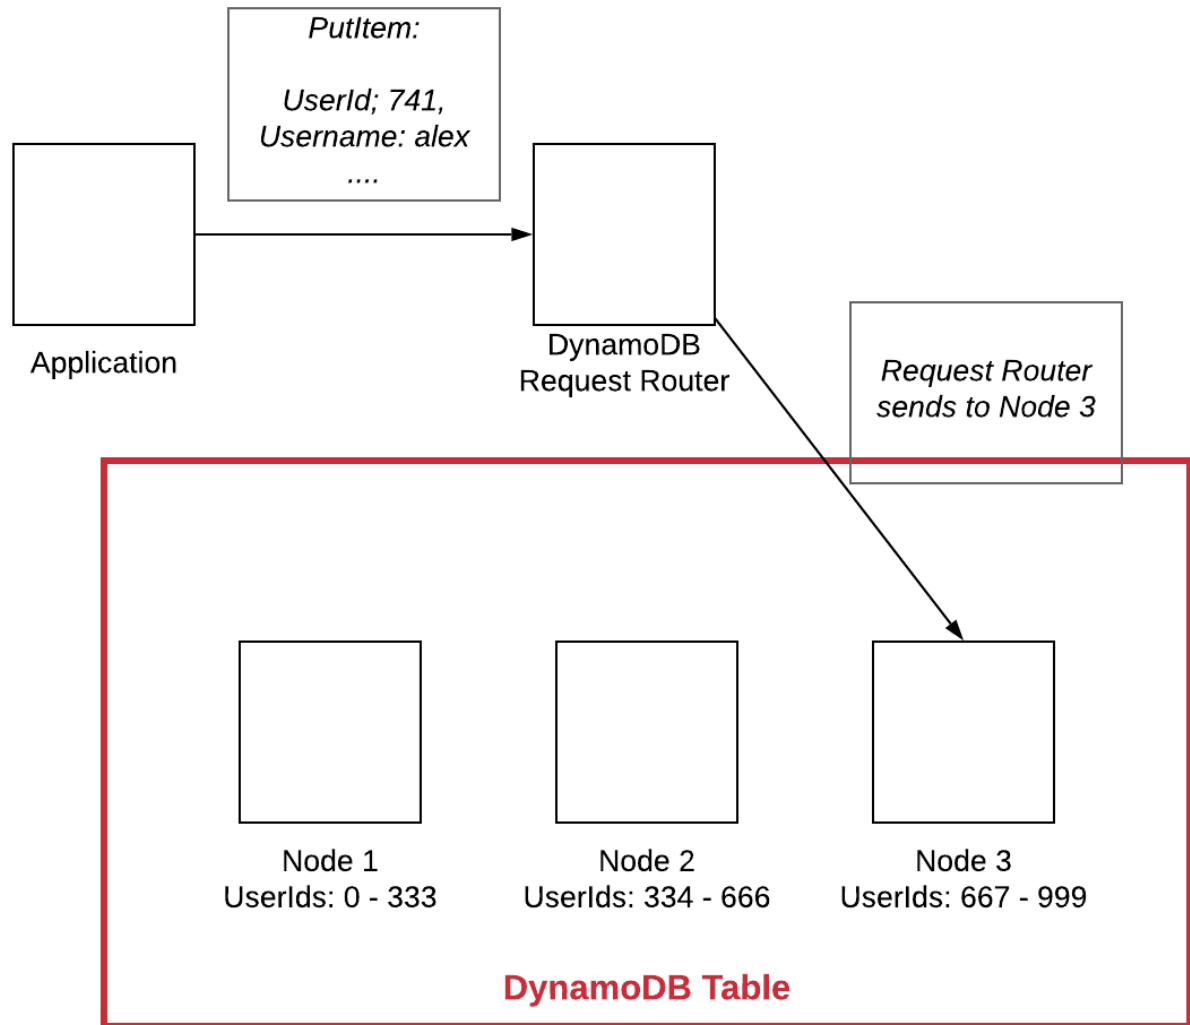 PutItem:
UserId; 741,
Username: alex
....
Application
DynamoDB
Request Router
Request Router
sends to Node 3
Node 1
UserIds: 0 - 333
Node 2
UserIds: 334 - 666
Node 3
UserIds: 667 - 999
DynamoDB Table